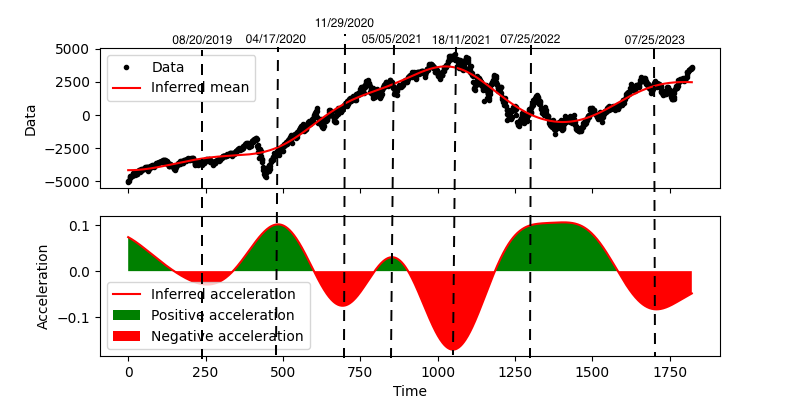 11/29/2020
08/20/2019 04/17/2020 05/05/2021 18/11/2021 07/25/2022 07/25/2023
5000
2500
0
−2500
−5000
Data
Data
Inferred mean
0.1
0.0
−0.1
Acceleration
Inferred acceleration
Positive acceleration
Negative acceleration
0 250 500 750 1000 1250 1500 1750
Time